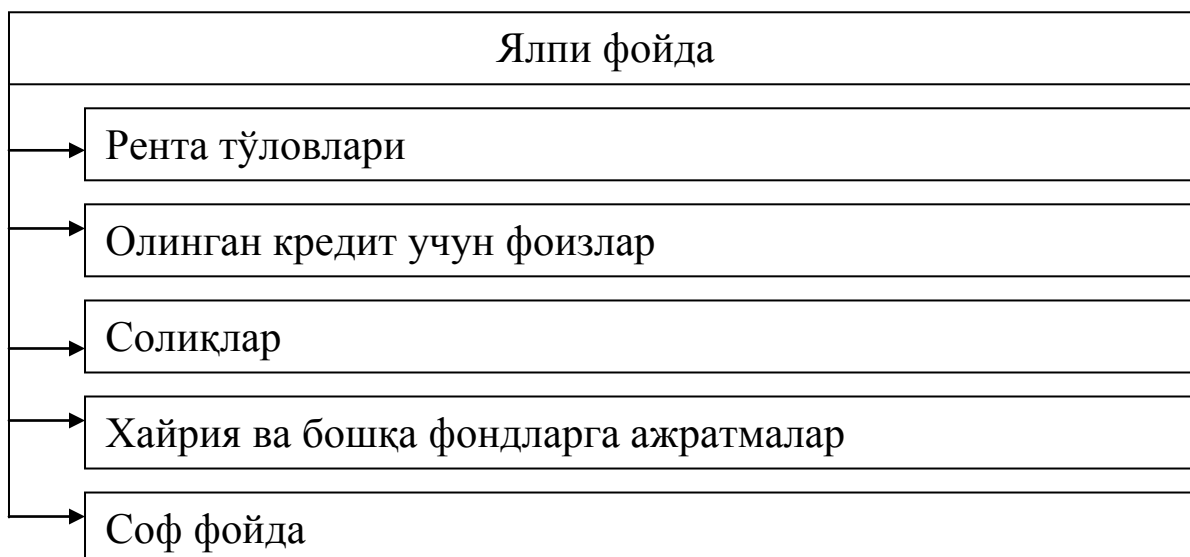 Ялпи фойда
Рента тўловлари
Олинган кредит учун фоизлар
Солиқлар
Хайрия ва бошқа фондларга ажратмалар
Соф фойда